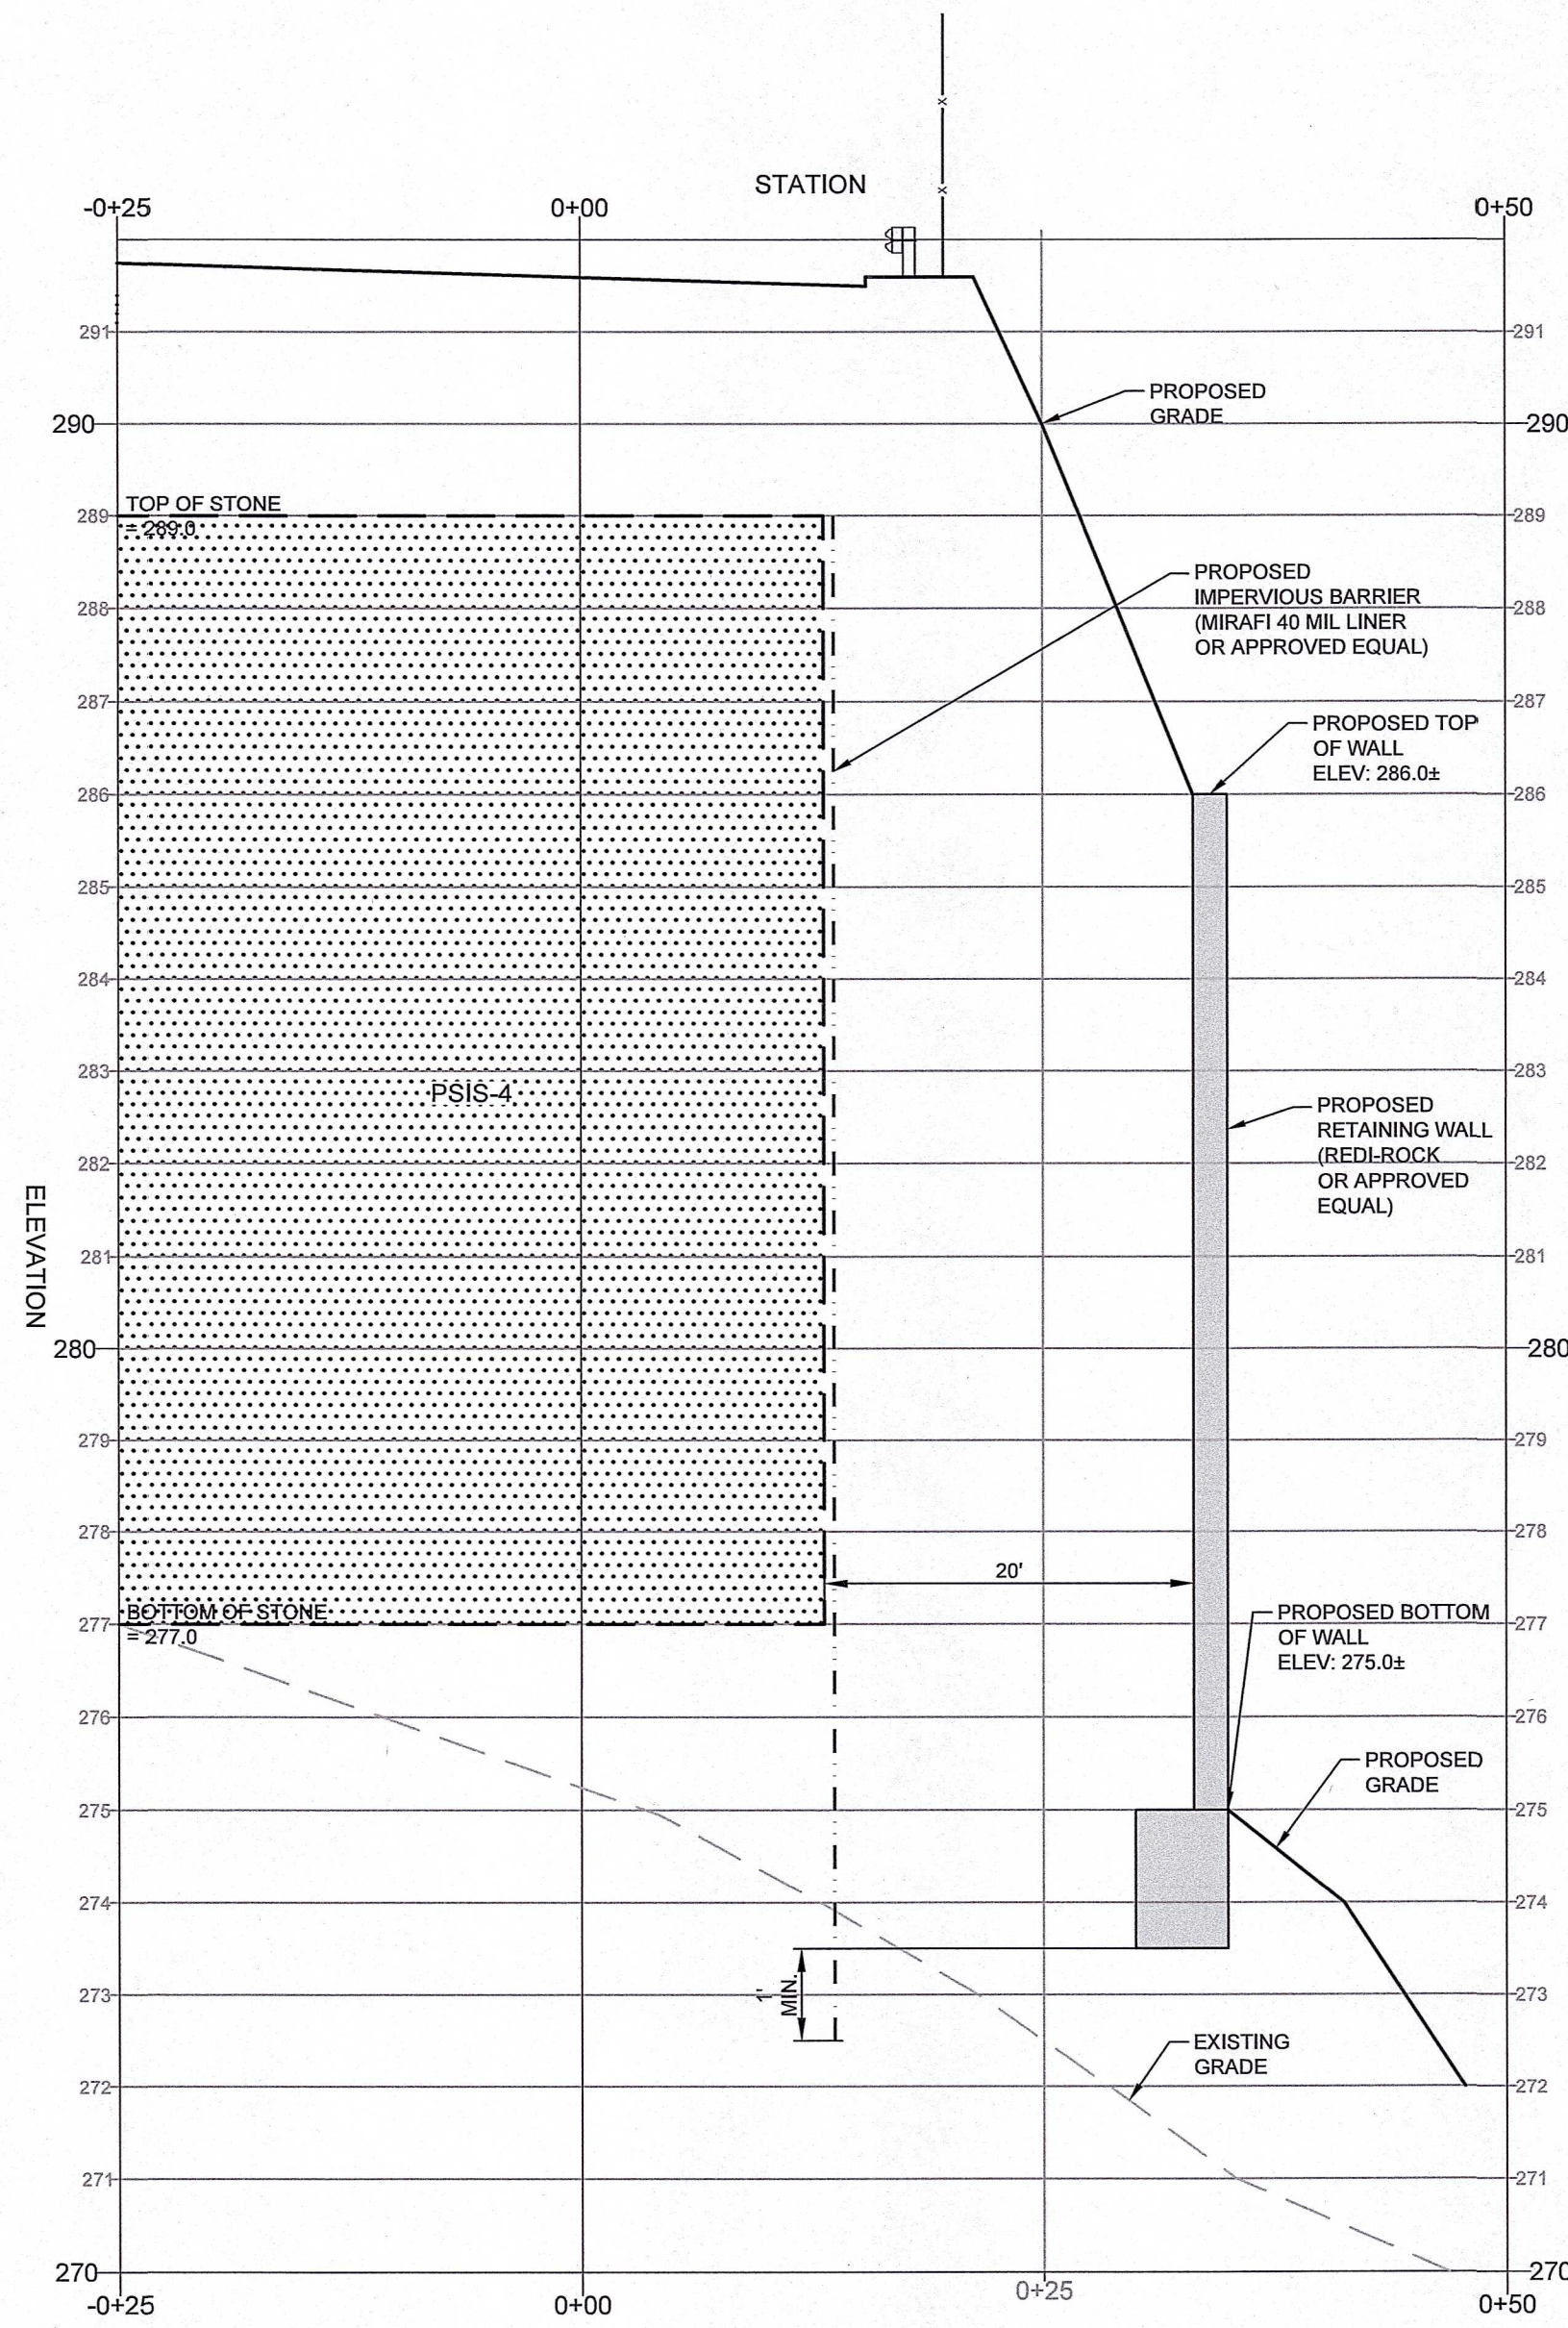 STATION
-0+25 0+00 0+50
291 291
PROPOSED
GRADE
290 290
TOP OF STONE
= 289.0
289 289
PROPOSED
IMPERVIOUS BARRIER
(MIRAFI 40 MIL LINER
OR APPROVED EQUAL)
288 288
287 287
PROPOSED TOP
OF WALL
ELEV: 286.0±
286 286
285 285
284 284
283 283
PSIS-4
PROPOSED
RETAINING WALL
(REDI-ROCK
OR APPROVED
EQUAL)
282 282
ELEVATION
281 281
280 280
279 279
278 278
20'
BOTTOM OF STONE
= 277.0
277 277
PROPOSED BOTTOM
OF WALL
ELEV: 275.0±
276 276
PROPOSED
GRADE
275 275
274 274
1'
MIN.
273 273
EXISTING
GRADE
272 272
271 271
270 270
-0+25 0+00 0+25 0+50